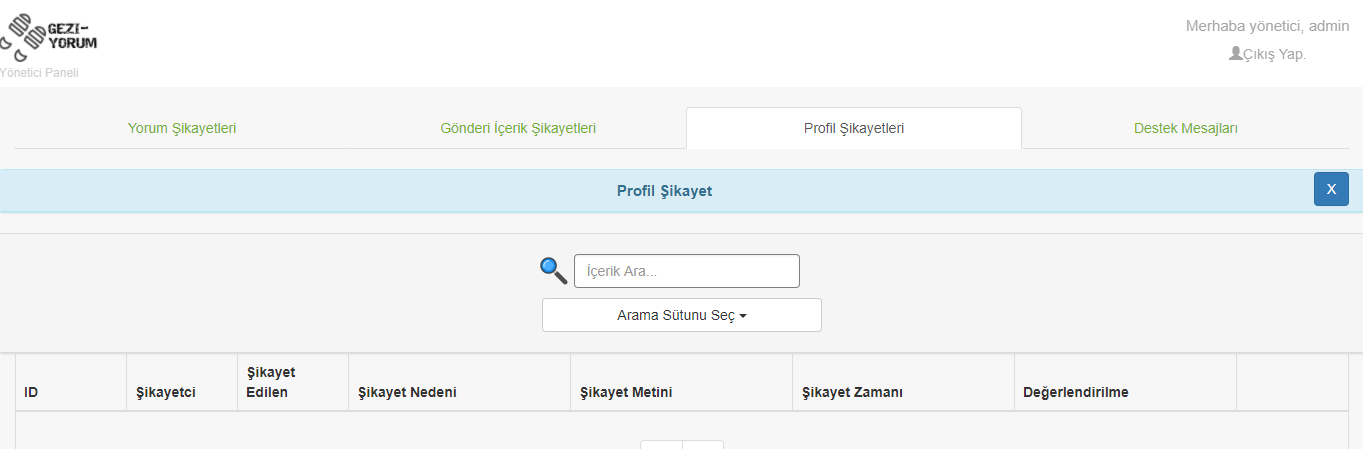 GEZİ-
YORUM
Yönetici Paneli
Merhaba yönetici, admin
Çıkış Yap.
Yorum Şikayetleri
Gönderi İçerik Şikayetleri
Profil Şikayetleri
Destek Mesajları
Profil Şikayet
X
İçerik Ara...
Arama Sütunu Seç
ID
Şikayetci
Şikayet
Edilen
Şikayet Nedeni
Şikayet Metini
Şikayet Zamanı
Değerlendirilme